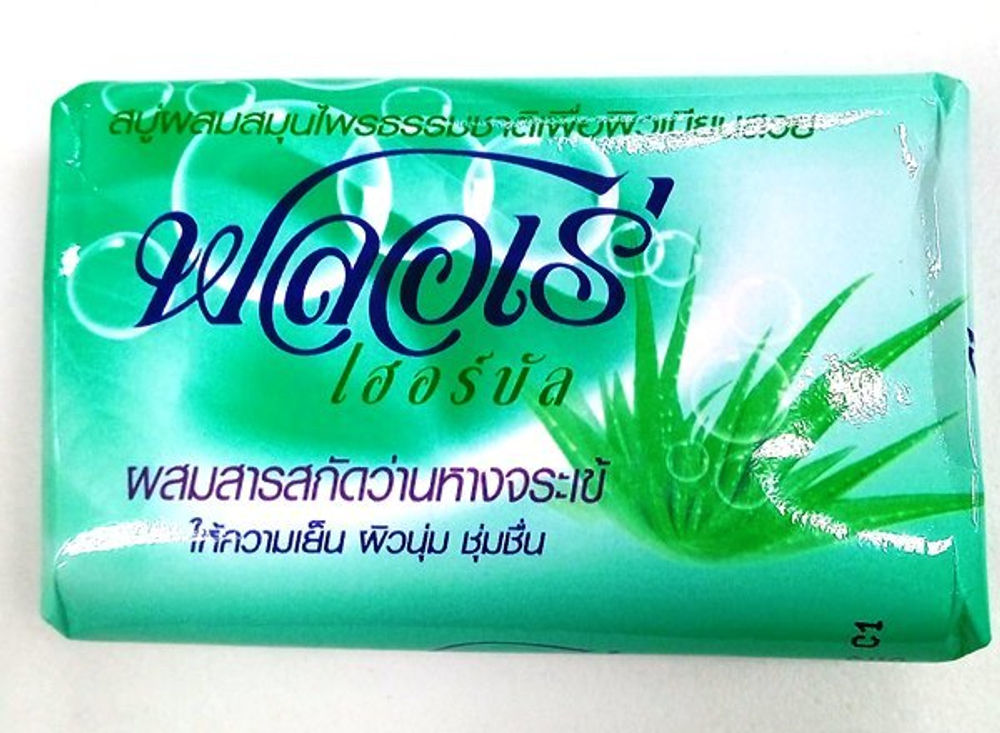 สบู่ผสมสมุนไพรธรรมชาติเพื่อผิวเนียนสวย
ฟลอเร่
เฮอร์บัล
ผสมสารสกัดว่านหางจระเข้
ให้ความเย็น ผิวนุ่ม ชุ่มชื่น
C1